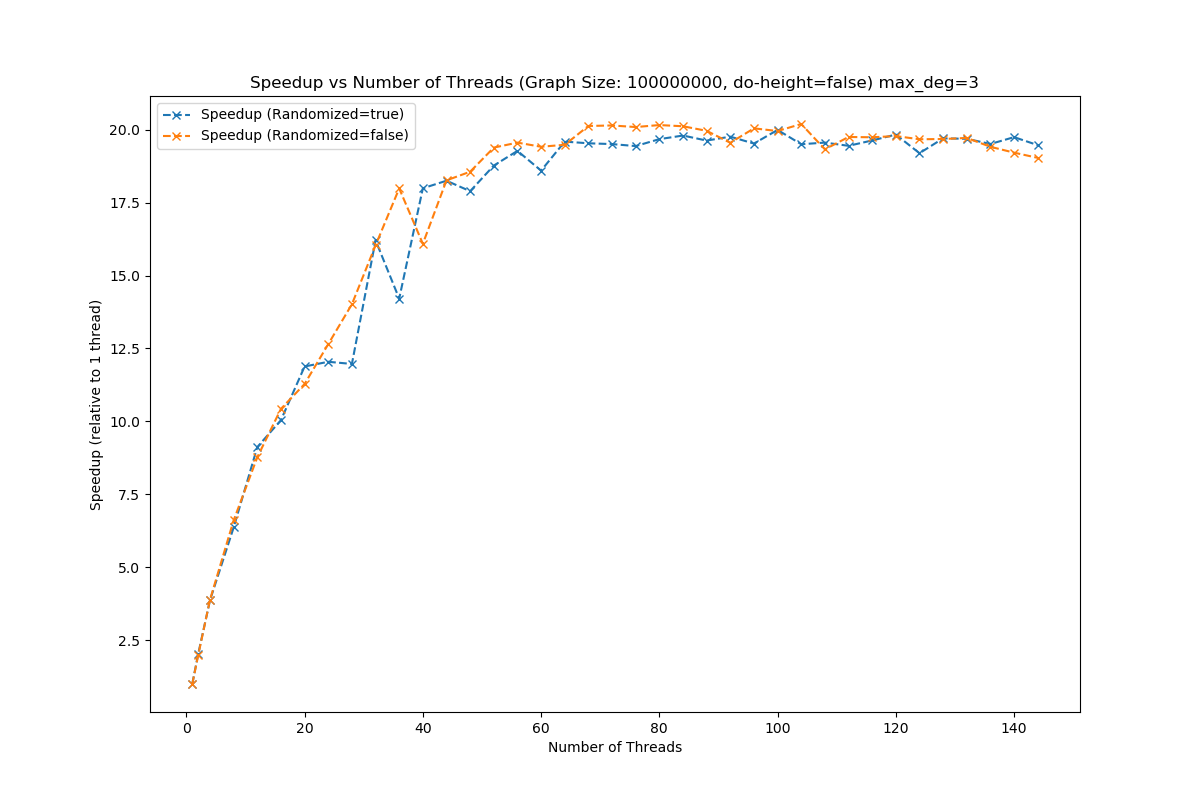 Speedup vs Number of Threads (Graph Size: 100000000, do-height=false) max_deg=3
Speedup (Randomized=true)
Speedup (Randomized=false)
20.0
17.5
15.0
12.5
10.0
7.5
5.0
2.5
Speedup (relative to 1 thread)
0 20 40 60 80 100 120 140
Number of Threads